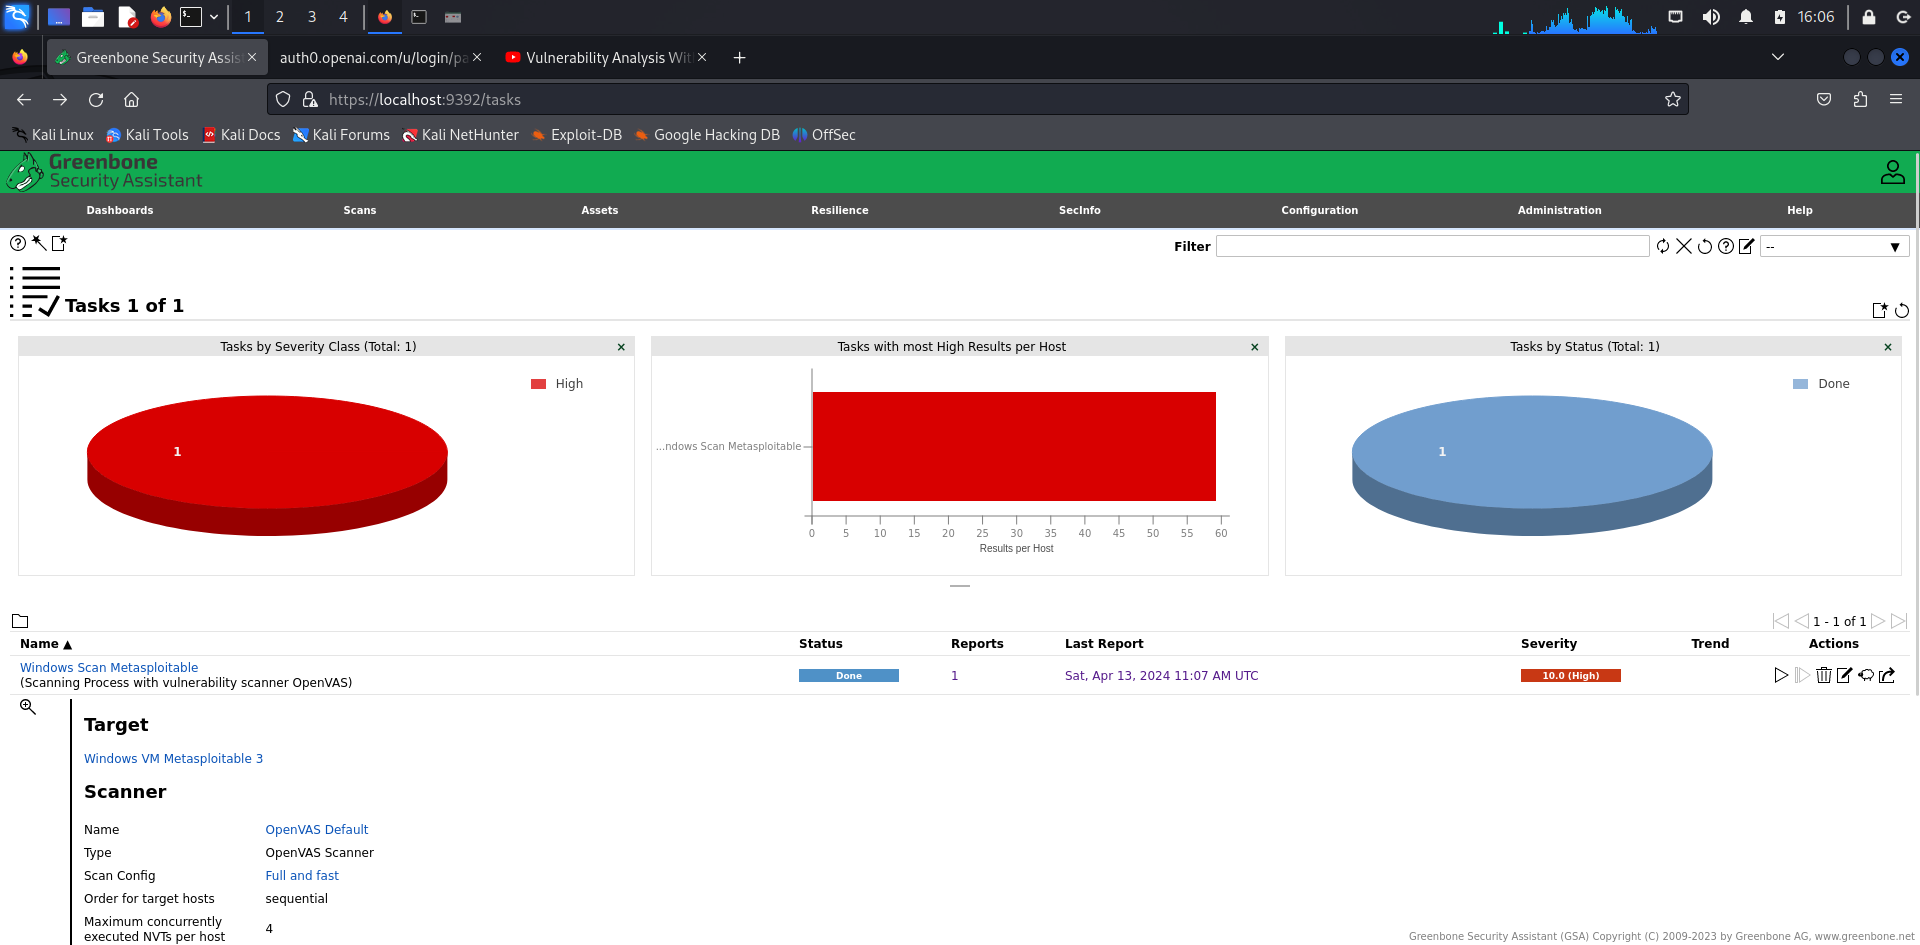 1 2 3 4 16:06
Greenbone Security Assis auth0.openai.com/u/login/pa Vulnerability Analysis Wit
https://localhost:9392/tasks
Kali Linux Kali Tools Kali Docs Kali Forums Kali NetHunter Exploit-DB Google Hacking DB OffSec
Greenbone
Security Assistant
Dashboards Scans Assets Resilience SecInfo Configuration Administration Help
Filter --
Tasks 1 of 1
Tasks by Severity Class (Total: 1)
High
1
Tasks with most High Results per Host
...ndows Scan Metasploitable
0 5 10 15 20 25 30 35 40 45 50 55 60
Results per Host
Tasks by Status (Total: 1)
Done
1
1 - 1 of 1
Name ▲ Status Reports Last Report Severity Trend Actions
Windows Scan Metasploitable Done 1 Sat, Apr 13, 2024 11:07 AM UTC 10.0 (High)
(Scanning Process with vulnerability scanner OpenVAS)
Target
Windows VM Metasploitable 3
Scanner
Name OpenVAS Default
Type OpenVAS Scanner
Scan Config Full and fast
Order for target hosts sequential
Maximum concurrently
executed NVTs per host 4
Greenbone Security Assistant (GSA) Copyright (C) 2009-2023 by Greenbone AG, www.greenbone.net